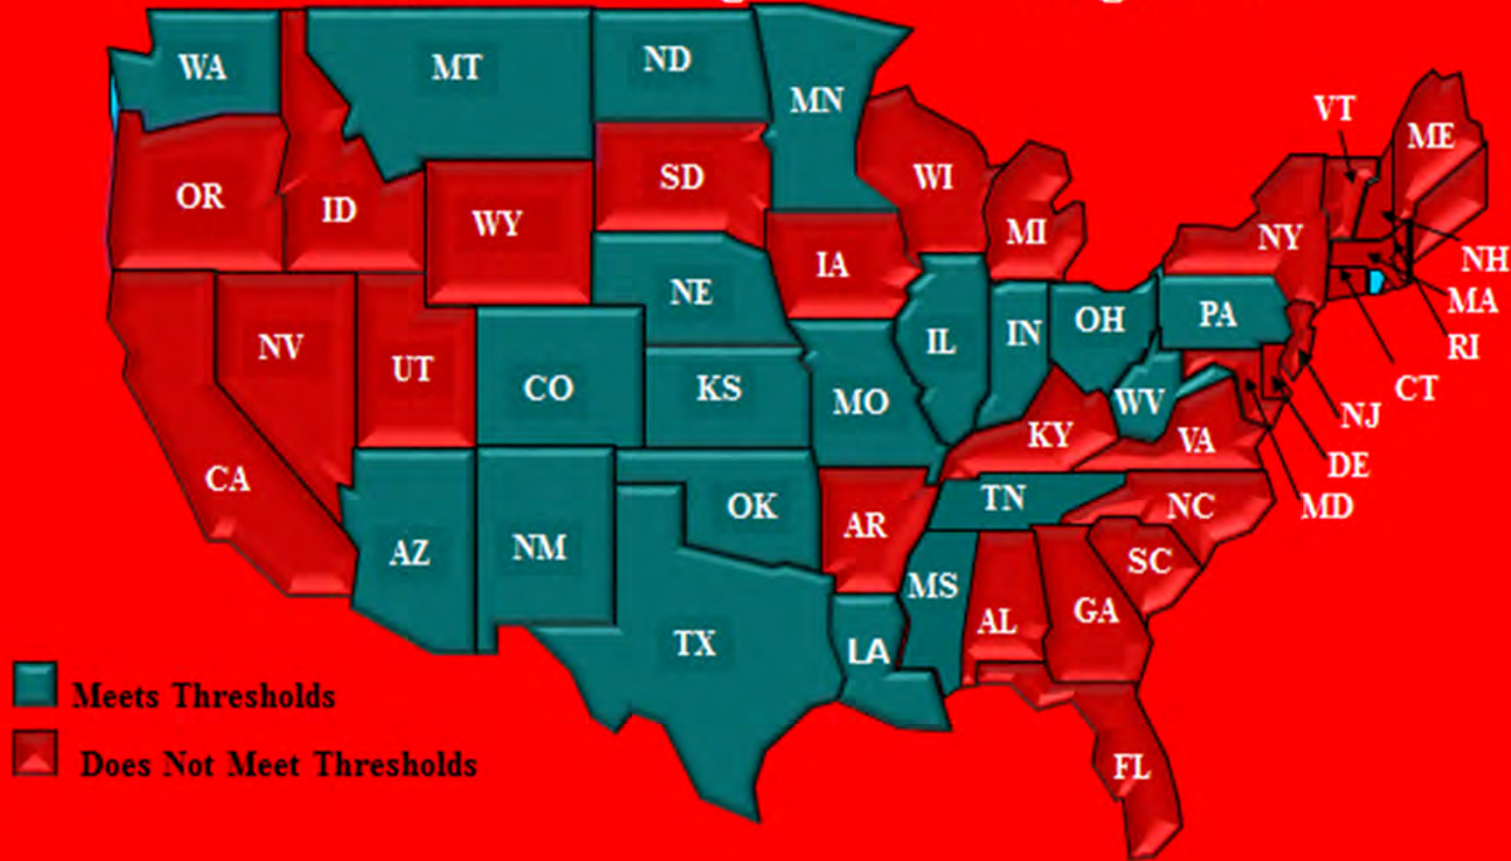 WA
MT
ND
MN
VT
ME
OR
ID
WY
SD
WI
MI
NY
NH
IA
NE
MA
NV
UT
CO
KS
MO
IL
IN
OH
PA
RI
CT
WV
NJ
CA
KY
VA
DE
AZ
NM
OK
AR
TN
NC
MD
MS
AL
GA
SC
TX
LA
FL
Meets Thresholds
Does Not Meet Thresholds